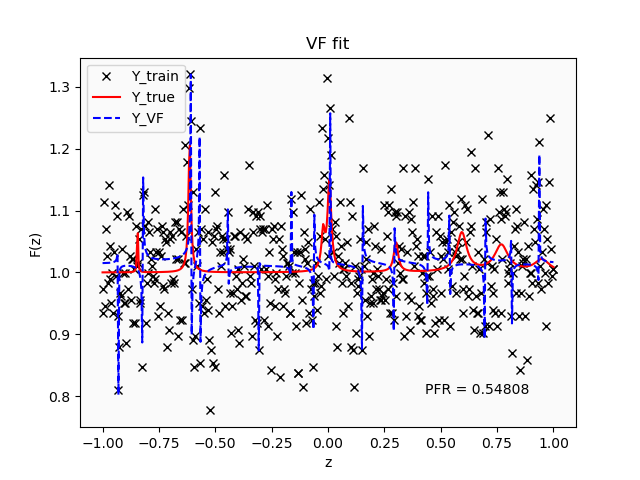 VF fit
Y_train
Y_true
Y_VF
F(z)
1.3
1.2
1.1
1.0
0.9
0.8
PFR = 0.54808
−1.00 −0.75 −0.50 −0.25 0.00 0.25 0.50 0.75 1.00
z